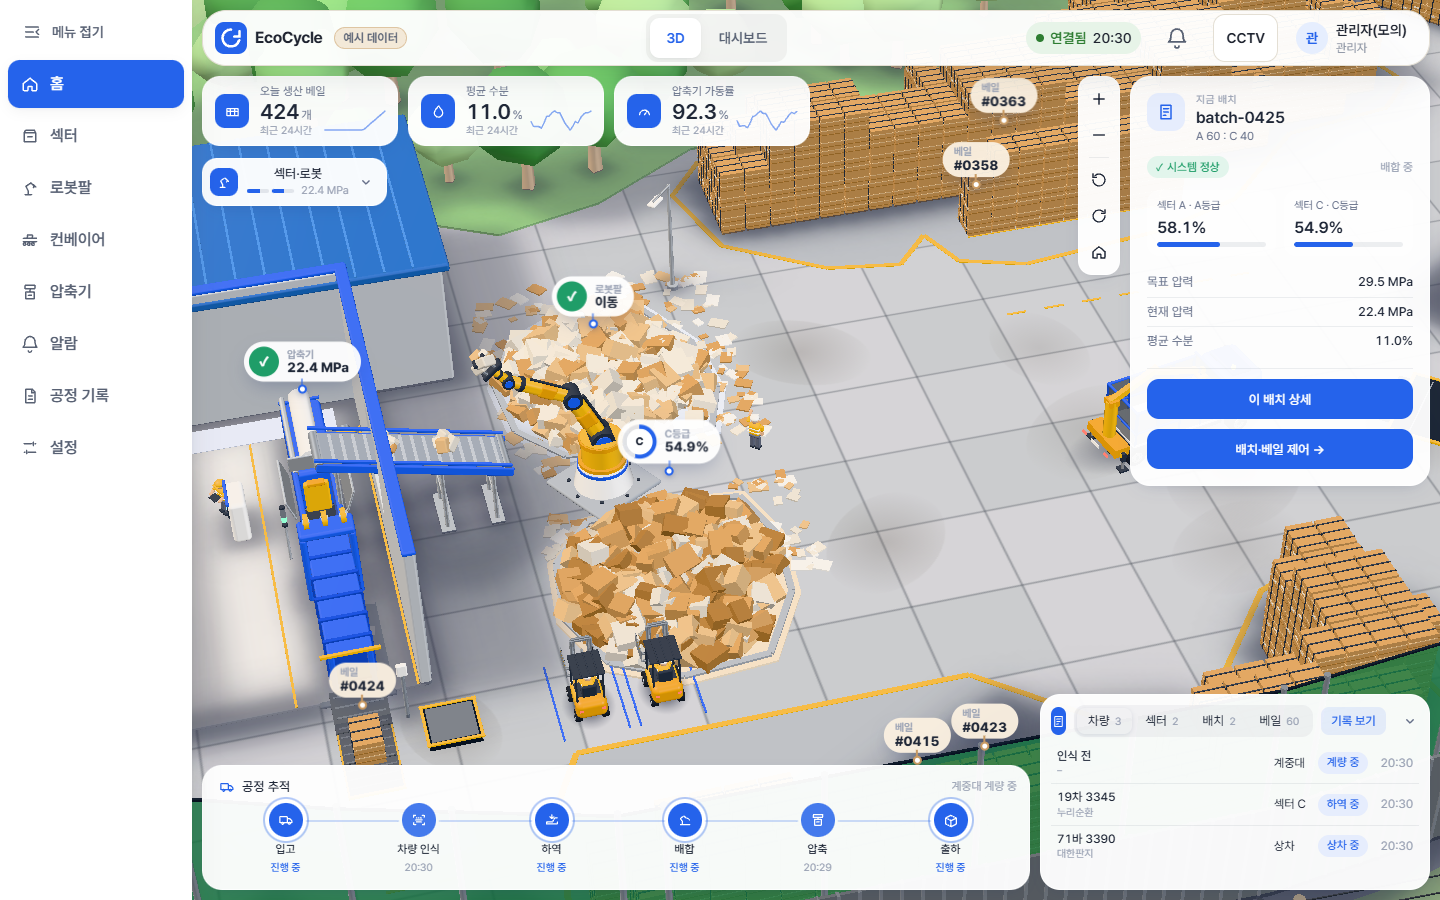 메뉴 접기
홈
섹터
로봇팔
컨베이어
압축기
알람
공정 기록
설정
EcoCycle
예시 데이터
3D
대시보드
연결됨 20:30
CCTV
관
관리자(모의)
관리자
오늘 생산 베일
424개
최근 24시간
평균 수분
11.0%
최근 24시간
압축기 가동률
92.3%
최근 24시간
섹터·로봇
22.4 MPa
베일
#0363
베일
#0358
로봇팔
이동
압축기
22.4 MPa
C
C등급
54.9%
베일
#0424
베일
#0415
베일
#0423
지금 배치
batch-0425
A 60 : C 40
✓ 시스템 정상
배합 중
섹터 A · A등급
58.1%
섹터 C · C등급
54.9%
목표 압력
29.5 MPa
현재 압력
22.4 MPa
평균 수분
11.0%
이 배치 상세
배치·베일 제어 →
공정 추적
계중대 계량 중
입고
진행 중
차량 인식
20:30
하역
진행 중
배합
진행 중
압축
20:29
출하
진행 중
차량 3
섹터 2
배치 2
베일 60
기록 보기
인식 전
–
계중대
계량 중
20:30
19차 3345
누리순환
섹터 C
하역 중
20:30
71바 3390
대한판지
상차
상차 중
20:30